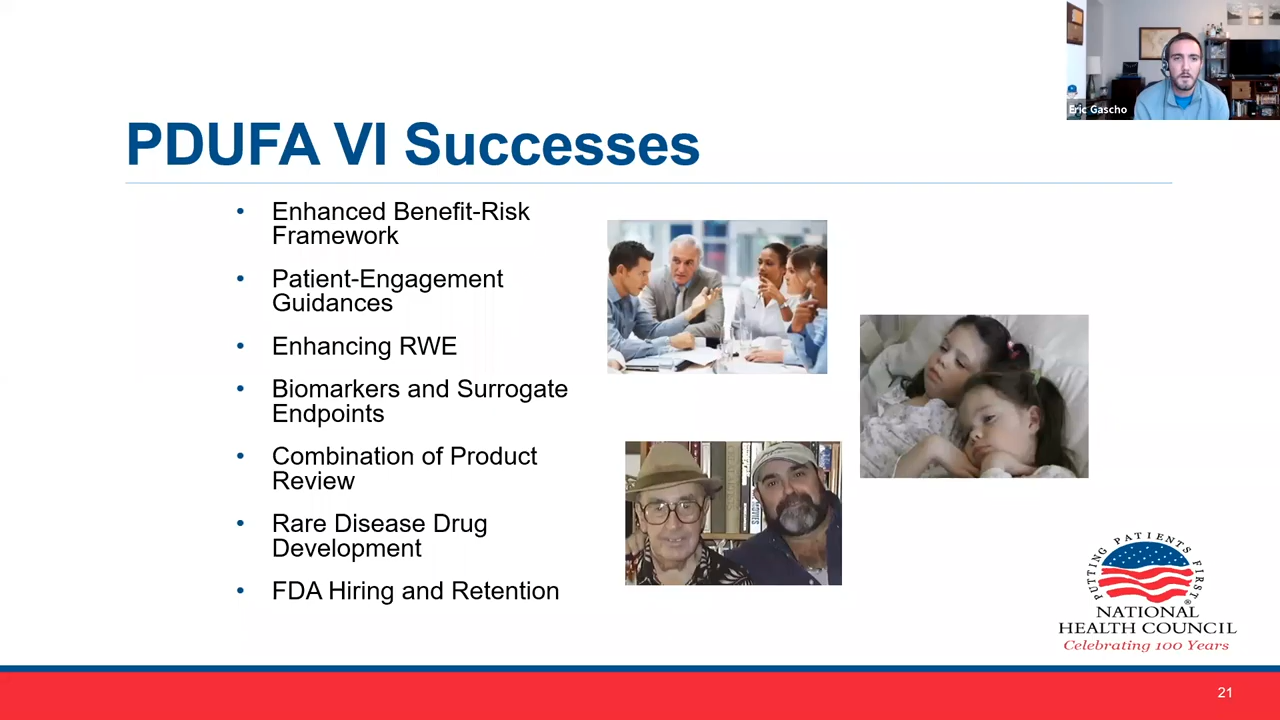 Eric Gascho
PDUFA VI Successes
• Enhanced Benefit-Risk
Framework
• Patient-Engagement
Guidances
• Enhancing RWE
• Biomarkers and Surrogate
Endpoints
• Combination of Product
Review
• Rare Disease Drug
Development
• FDA Hiring and Retention
PUTTING PATIENTS FIRST
®
NATIONAL
HEALTH COUNCIL
Celebrating 100 Years
21